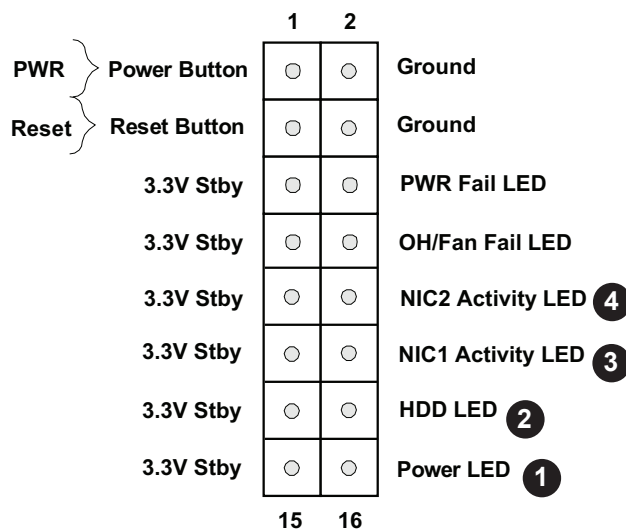 1 2
PWR Power Button Ground
Reset Reset Button Ground
3.3V Stby PWR Fail LED
3.3V Stby OH/Fan Fail LED
3.3V Stby NIC2 Activity LED 4
3.3V Stby NIC1 Activity LED 3
3.3V Stby HDD LED 2
3.3V Stby Power LED 1
15 16